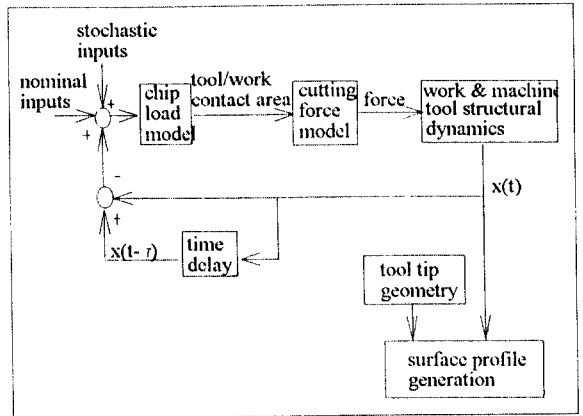 stochastic
inputs
nominal
inputs
+
+
chip
load
model
tool/work
contact area
cutting
force
model
force
work & machine
tool structural
dynamics
−
+
x(t)
x(t- τ)
time
delay
tool tip
geometry
surface profile
generation